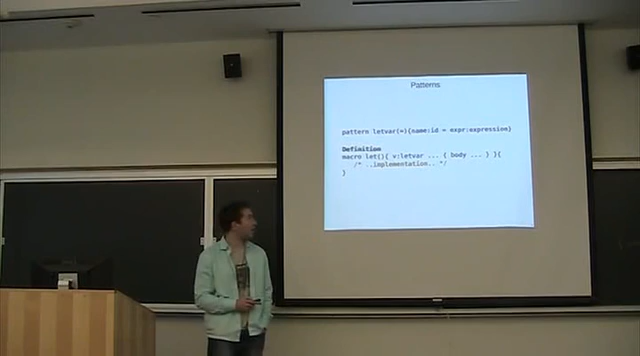 Patterns
pattern letvar(=){name:id = expr:expression}
Definition
macro let(){ v:letvar ... { body ... } }{
/* ..implementation.. */
}